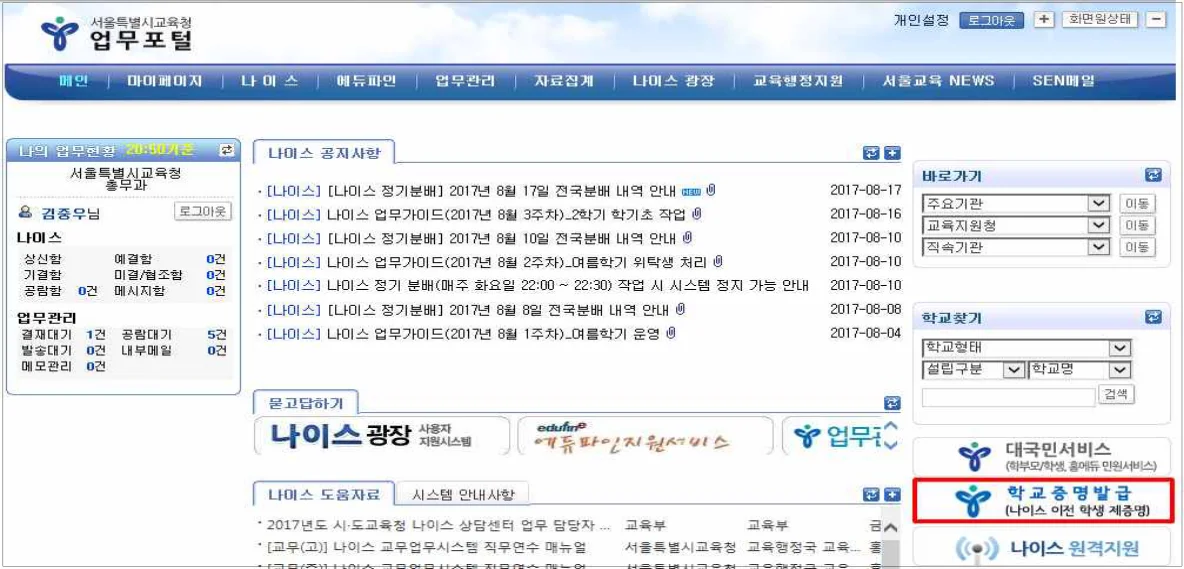 서울특별시교육청
업무포털
개인설정 로그아웃 + 화면원상태 −
메인 | 마이페이지 | 나 이 스 | 에듀파인 | 업무관리 | 자료집계 | 나이스 광장 | 교육행정지원 | 서울교육 NEWS | SEN메일
나의 업무현황 20:50기준
서울특별시교육청
총무과
김종우님 로그아웃
나이스
상신함 예결함 0건
기결함 미결/협조함 0건
공람함 0건 메시지함 0건
업무관리
결재대기 1건 공람대기 5건
발송대기 0건 내부메일 0건
메모관리 0건
나이스 공지사항
· [나이스] [나이스 정기분배] 2017년 8월 17일 전국분배 내역 안내 NEW 2017-08-17
· [나이스] 나이스 업무가이드(2017년 8월 3주차)_2학기 학기초 작업 2017-08-16
· [나이스] [나이스 정기분배] 2017년 8월 10일 전국분배 내역 안내 2017-08-10
· [나이스] 나이스 업무가이드(2017년 8월 2주차)_여름학기 위탁생 처리 2017-08-10
· [나이스] 나이스 정기 분배(매주 화요일 22:00 ~ 22:30) 작업 시 시스템 정지 가능 안내 2017-08-10
· [나이스] [나이스 정기분배] 2017년 8월 8일 전국분배 내역 안내 2017-08-08
· [나이스] 나이스 업무가이드(2017년 8월 1주차)_여름학기 운영 2017-08-04
묻고답하기
나이스 광장 사용자 지원시스템
edufine
에듀파인지원서비스
업무
나이스 도움자료 시스템 안내사항
· 2017년도 시·도교육청 나이스 상담센터 업무 담당자 ... 교육부 교육부
· [교무(고)] 나이스 교무업무시스템 직무연수 매뉴얼 서울특별시교육청 교육행정국 교육... 홍
바로가기
주요기관 이동
교육지원청 이동
직속기관 이동
학교찾기
학교형태
설립구분 학교명
검색
대국민서비스
(학부모/학생, 홈에듀 민원서비스)
학 교 증 명 발 급
(나이스 이전 학생 제증명)
나이스 원격지원